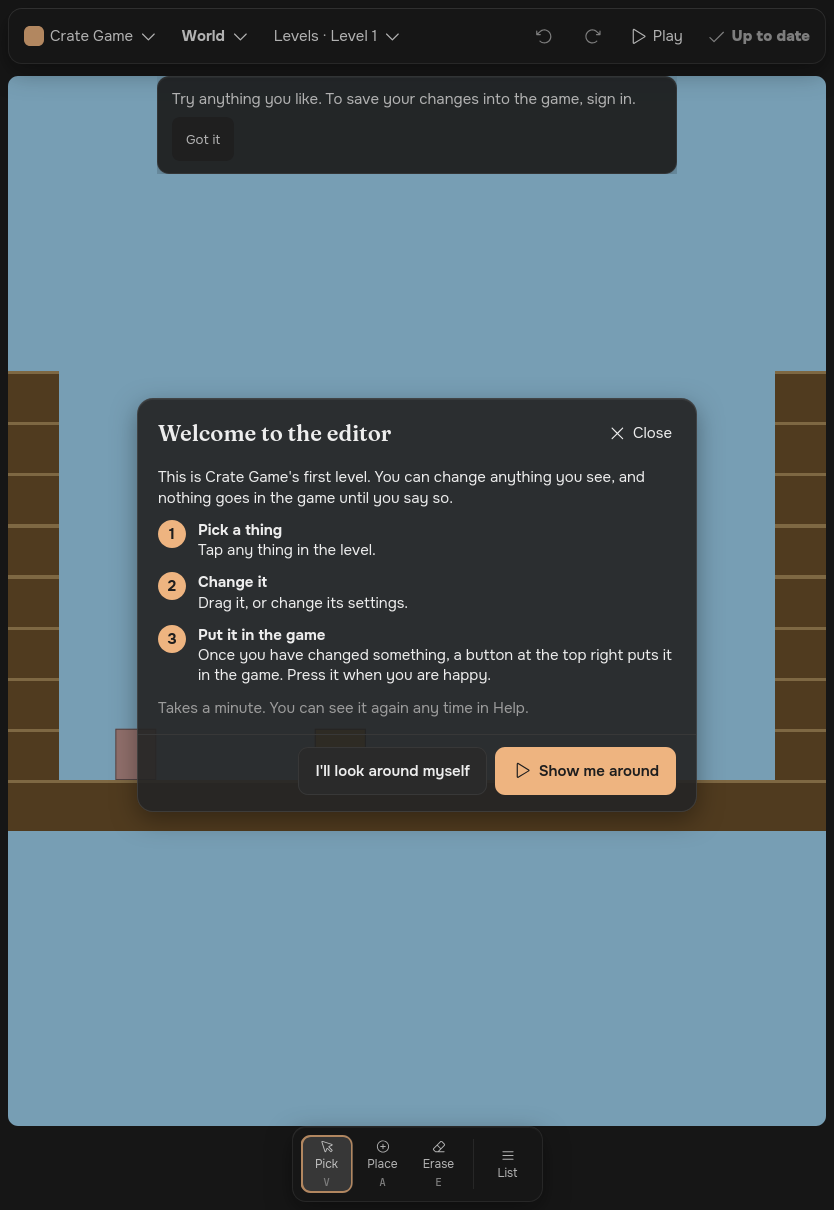 Crate Game World Levels · Level 1 Play Up to date
Try anything you like. To save your changes into the game, sign in.
Got it
Welcome to the editor
Close
This is Crate Game's first level. You can change anything you see, and
nothing goes in the game until you say so.
1 Pick a thing
Tap any thing in the level.
2 Change it
Drag it, or change its settings.
3 Put it in the game
Once you have changed something, a button at the top right puts it
in the game. Press it when you are happy.
Takes a minute. You can see it again any time in Help.
I'll look around myself Show me around
Pick Place Erase List
V A E